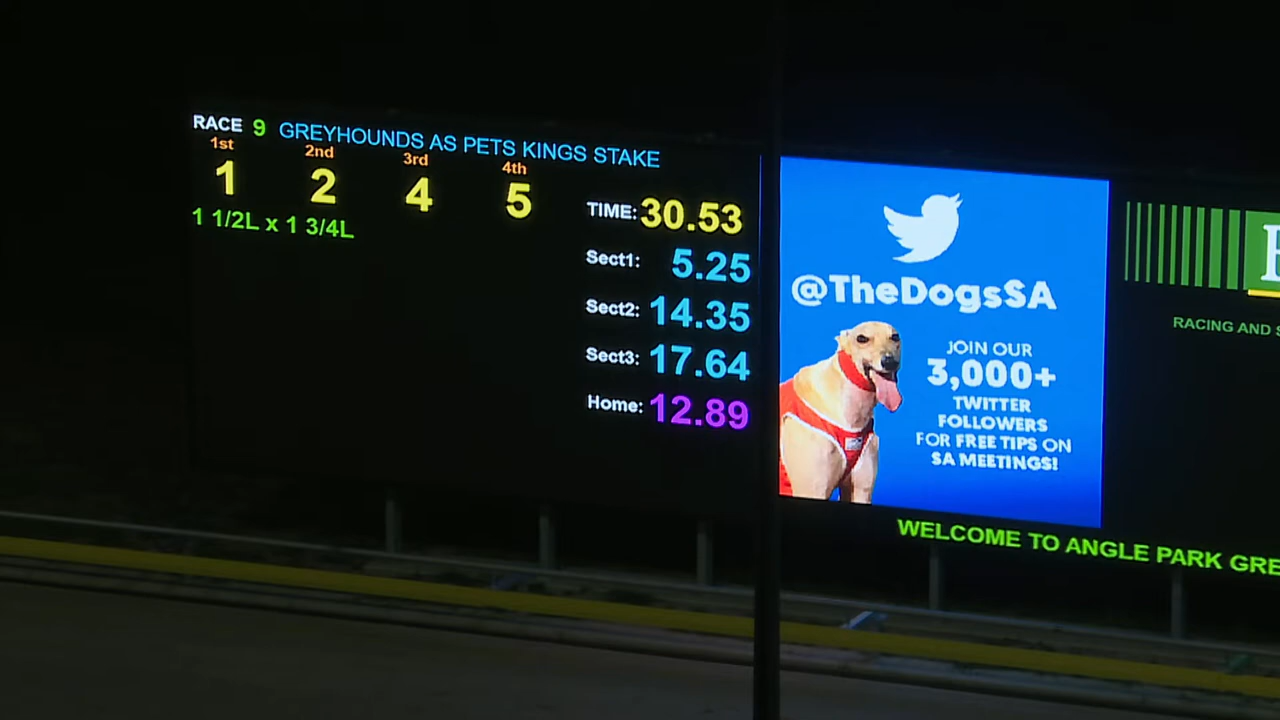 RACE 9 GREYHOUNDS AS PETS KINGS STAKE
1st 2nd 3rd 4th
1 2 4 5
1 1/2L x 1 3/4L
TIME: 30.53
Sect1: 5.25
Sect2: 14.35
Sect3: 17.64
Home: 12.89
@TheDogsSA
JOIN OUR
3,000+
TWITTER
FOLLOWERS
FOR FREE TIPS ON
SA MEETINGS!
RACING AND S
WELCOME TO ANGLE PARK GRE